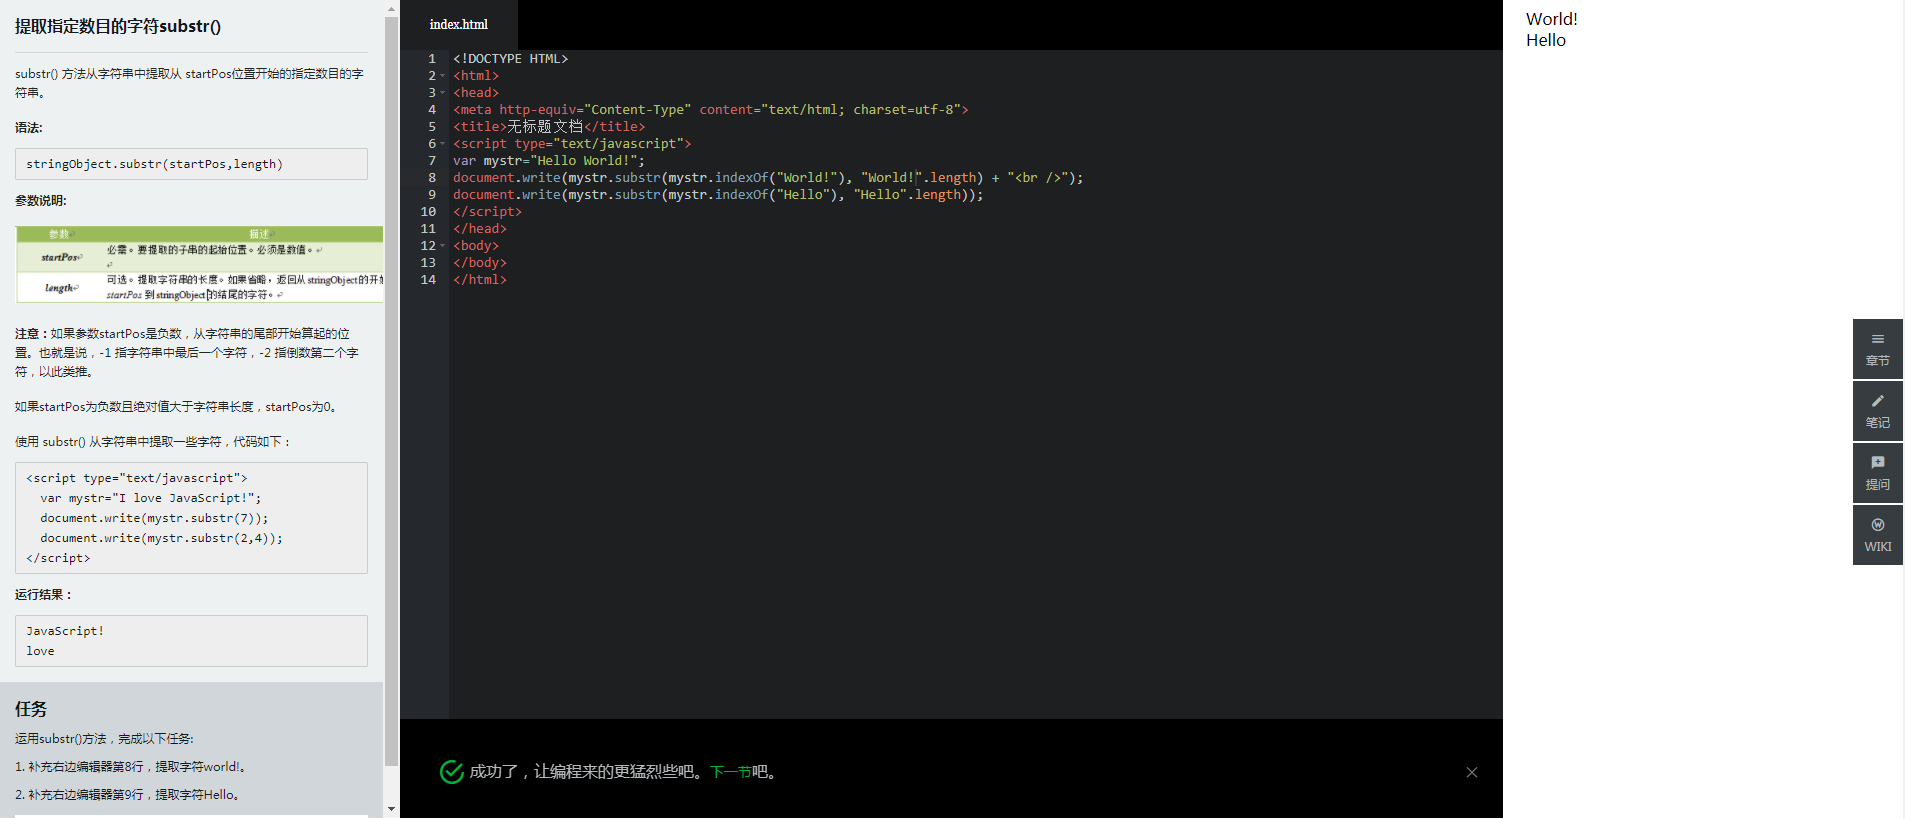 提取指定数目的字符substr()
substr() 方法从字符串中提取从 startPos位置开始的指定数目的字
符串。
语法:
stringObject.substr(startPos,length)
参数说明:
参数 描述
startPos 必需。要提取的子串的起始位置。必须是数值。
length 可选。提取字符串的长度。如果省略，返回从 stringObject的开始
startPos 到 stringObject 的结尾的字符。
注意：如果参数startPos是负数，从字符串的尾部开始算起的位
置。也就是说，-1 指字符串中最后一个字符，-2 指倒数第二个字
符，以此类推。
如果startPos为负数且绝对值大于字符串长度，startPos为0。
使用 substr() 从字符串中提取一些字符，代码如下：
<script type="text/javascript">
  var mystr="I love JavaScript!";
  document.write(mystr.substr(7));
  document.write(mystr.substr(2,4));
</script>
运行结果：
JavaScript!
love
任务
运用substr()方法，完成以下任务:
1. 补充右边编辑器第8行，提取字符world!。
2. 补充右边编辑器第9行，提取字符Hello。
index.html
1 <!DOCTYPE HTML>
2 <html>
3 <head>
4 <meta http-equiv="Content-Type" content="text/html; charset=utf-8">
5 <title>无标题文档</title>
6 <script type="text/javascript">
7 var mystr="Hello World!";
8 document.write(mystr.substr(mystr.indexOf("World!"), "World!".length) + "<br />");
9 document.write(mystr.substr(mystr.indexOf("Hello"), "Hello".length));
10 </script>
11 </head>
12 <body>
13 </body>
14 </html>
成功了，让编程来的更猛烈些吧。下一节吧。
World!
Hello
章节
笔记
提问
WIKI